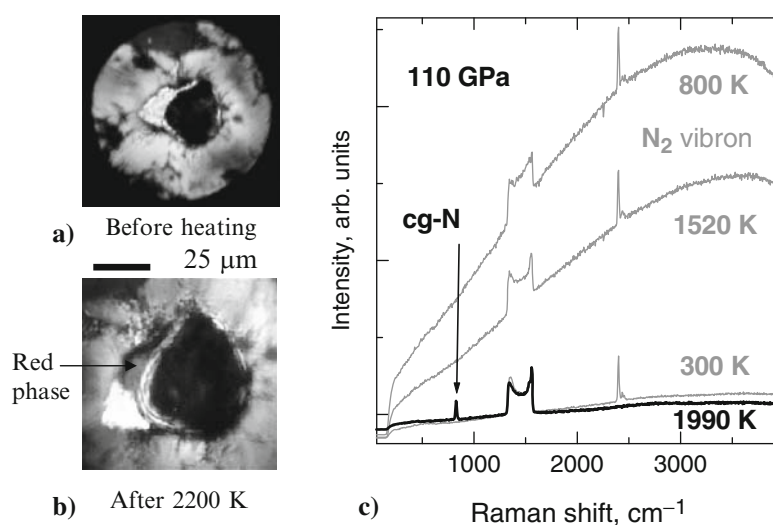 a) Before heating
25 μm
Red
phase
b) After 2200 K
c)
110 GPa
800 K
N₂ vibron
cg-N
1520 K
300 K
1990 K
Intensity, arb. units
1000 2000 3000
Raman shift, cm⁻¹